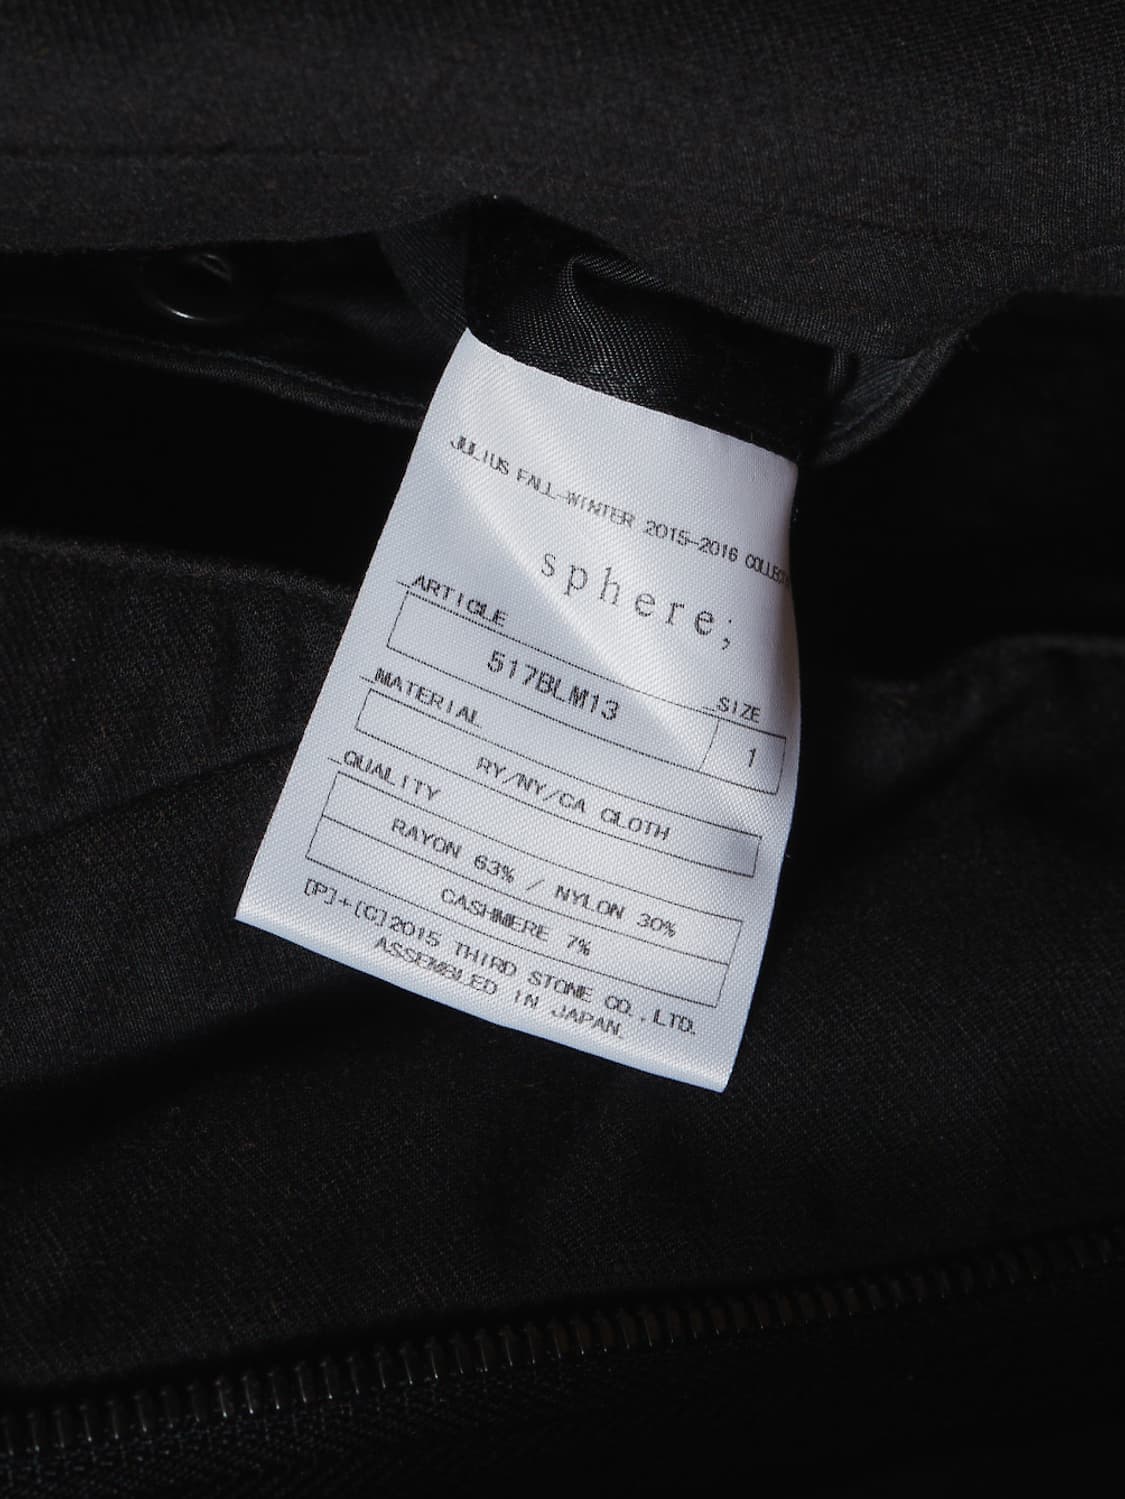 JULIUS FALL-WINTER 2015-2016
sphere;
ARTICLE
SIZE
517BLM13
1
MATERIAL
RY/NY/CA CLOTH
QUALITY
RAYON 63% / NYLON 30%
CASHMERE 7%
[P]+[C]2015 THIRD STONE CO.,LTD.
ASSEMBLED IN JAPAN.